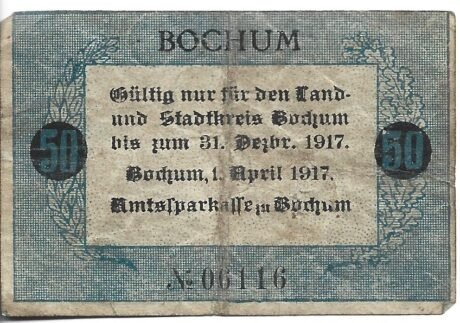 BOCHUM
Gültig nur für den Land-
und Stadtkreis Bochum
bis zum 31. Dezbr. 1917.
50 50
Bochum, 1. April 1917.
Amtssparkasse zu Bochum
№ 06116